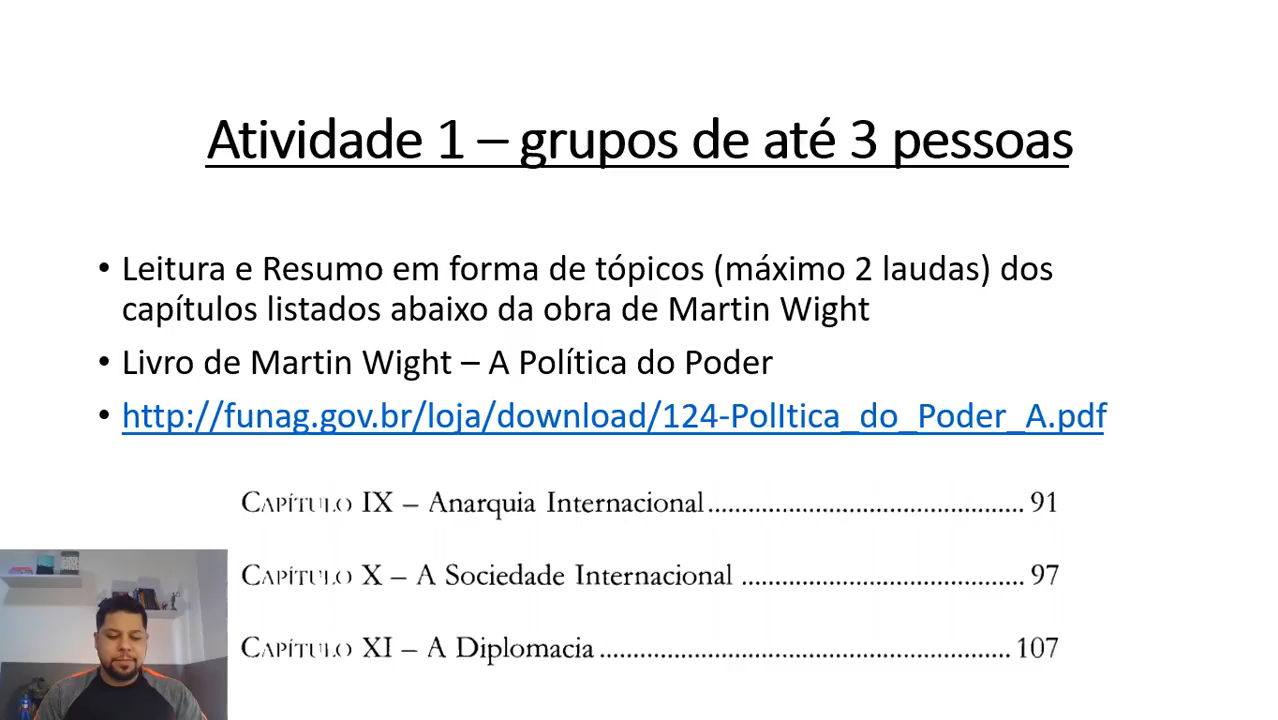 Atividade 1 – grupos de até 3 pessoas
• Leitura e Resumo em forma de tópicos (máximo 2 laudas) dos
capítulos listados abaixo da obra de Martin Wight
• Livro de Martin Wight – A Política do Poder
• http://funag.gov.br/loja/download/124-PolItica_do_Poder_A.pdf
CAPÍTULO IX – Anarquia Internacional.......................................... 91
CAPÍTULO X – A Sociedade Internacional ..................................... 97
CAPÍTULO XI – A Diplomacia...................................................... 107